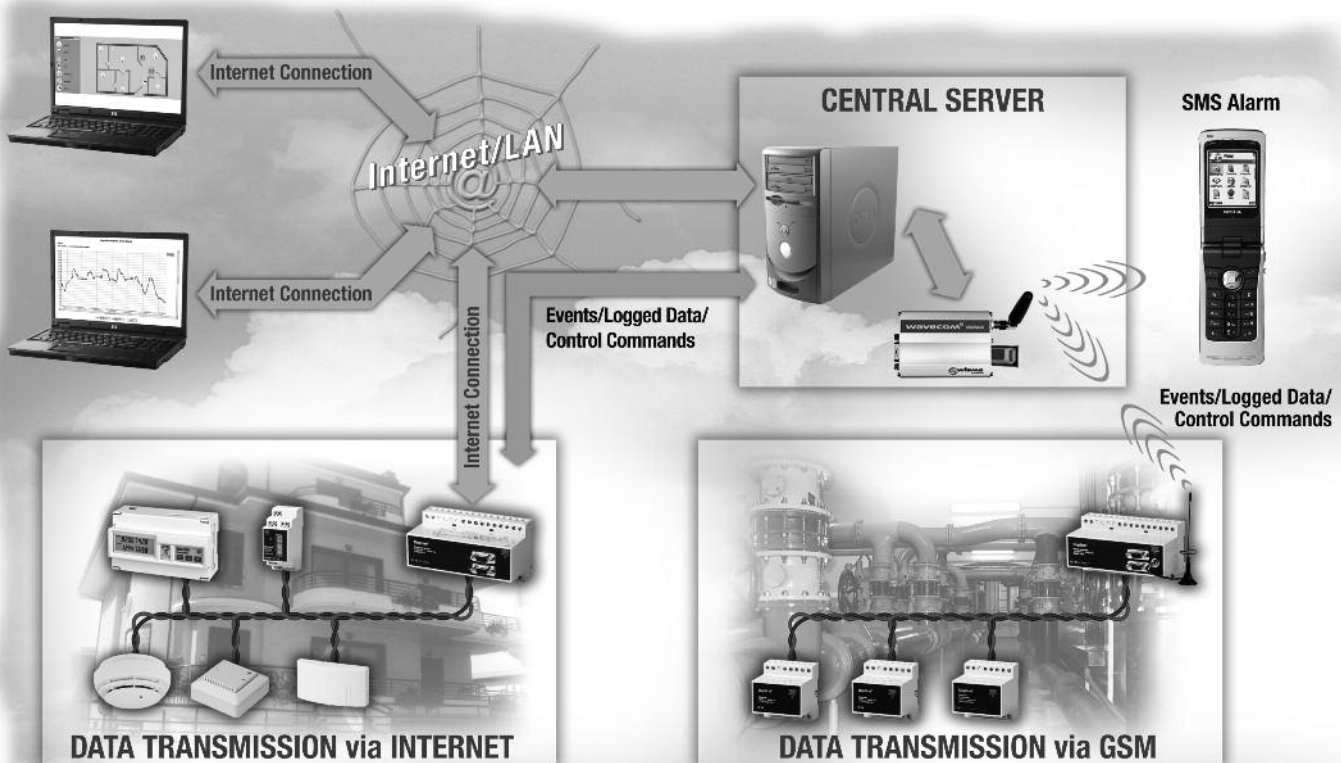 Internet Connection
Internet/LAN
@
CENTRAL SERVER
SMS Alarm
Internet Connection
Internet Connection
Events/Logged Data/
Control Commands
wavecom
Events/Logged Data/
Control Commands
DATA TRANSMISSION via INTERNET
DATA TRANSMISSION via GSM